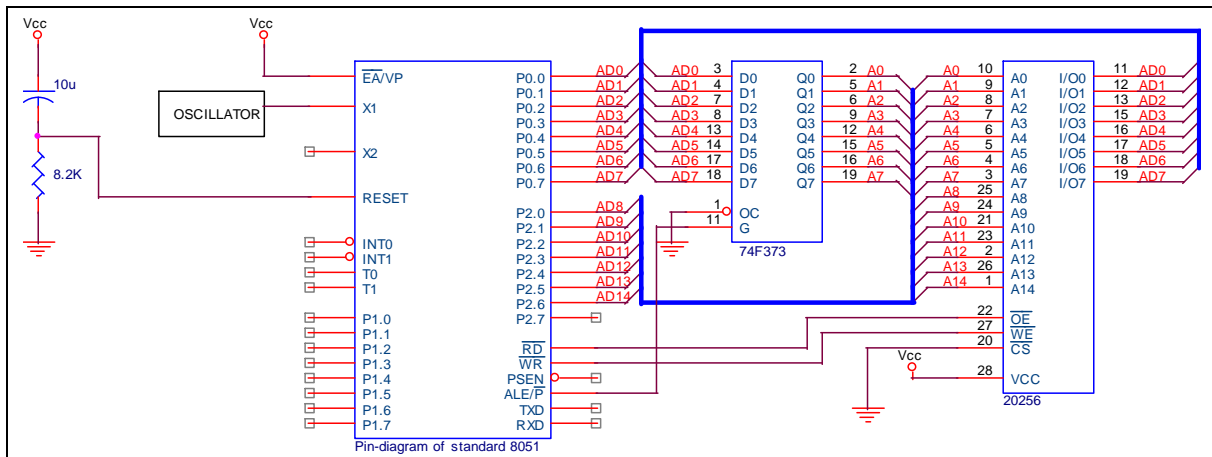 Vcc
10u
8.2K
Vcc
OSCILLATOR
EA/VP
X1
X2
RESET
INT0
INT1
T0
T1
P1.0
P1.1
P1.2
P1.3
P1.4
P1.5
P1.6
P1.7
P0.0
P0.1
P0.2
P0.3
P0.4
P0.5
P0.6
P0.7
P2.0
P2.1
P2.2
P2.3
P2.4
P2.5
P2.6
P2.7
RD
WR
PSEN
ALE/P
TXD
RXD
Pin-diagram of standard 8051
AD0
AD1
AD2
AD3
AD4
AD5
AD6
AD7
AD8
AD9
AD10
AD11
AD12
AD13
AD14
AD0 3 D0
AD1 4 D1
AD2 7 D2
AD3 8 D3
AD4 13 D4
AD5 14 D5
AD6 17 D6
AD7 18 D7
1 OC
11 G
Q0 2 A0
Q1 5 A1
Q2 6 A2
Q3 9 A3
Q4 12 A4
Q5 15 A5
Q6 16 A6
Q7 19 A7
74F373
A0 10 A0
A1 9 A1
A2 8 A2
A3 7 A3
A4 6 A4
A5 5 A5
A6 4 A6
A7 3 A7
A8 25 A8
A9 24 A9
A10 21 A10
A11 23 A11
A12 2 A12
A13 26 A13
A14 1 A14
22 OE
27 WE
20 CS
Vcc
28 VCC
I/O0 11 AD0
I/O1 12 AD1
I/O2 13 AD2
I/O3 15 AD3
I/O4 16 AD4
I/O5 17 AD5
I/O6 18 AD6
I/O7 19 AD7
20256